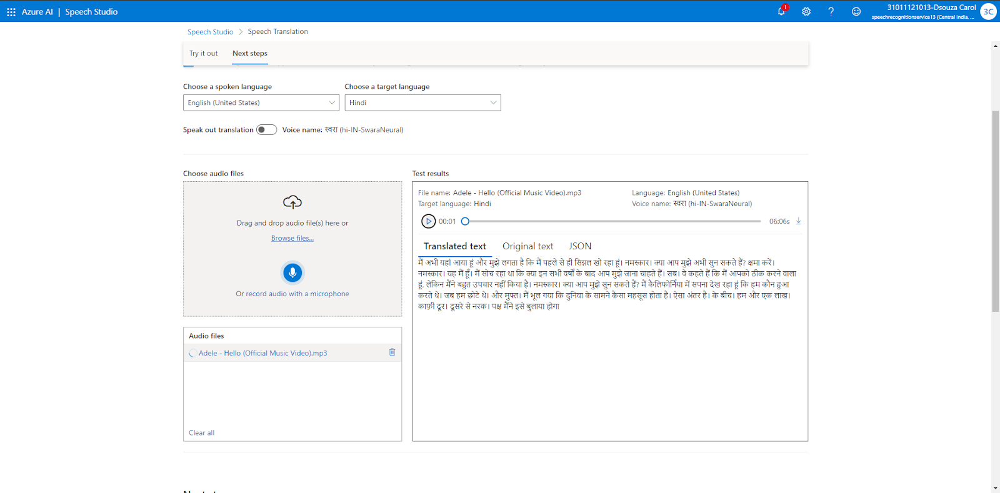 Azure AI | Speech Studio
1
31011121013-Dsouza Carol
speechrecognitionservice13 (Central India, ...
3C
Speech Studio > Speech Translation
Try it out Next steps
Choose a spoken language Choose a target language
English (United States) Hindi
Speak out translation Voice name: स्वरा (hi-IN-SwaraNeural)
Choose audio files
Drag and drop audio file(s) here or
Browse files...
Or record audio with a microphone
Audio files
Adele - Hello (Official Music Video).mp3
Clear all
Test results
File name: Adele - Hello (Official Music Video).mp3 Language: English (United States)
Target language: Hindi Voice name: स्वरा (hi-IN-SwaraNeural)
00:01 06:06s
Translated text Original text JSON
मैं अभी यहां आया हूं और मुझे लगता है कि मैं पहले से ही सिग्नल खो रहा हूं। नमस्कार। क्या आप मुझे अभी सुन सकते हैं? क्षमा करें।
नमस्कार। यह मैं हूँ। मैं सोच रहा था कि क्या इन सभी वर्षों के बाद आप मुझे जाना चाहते हैं। सब। वे कहते हैं कि मैं आपको ठीक करने वाला
हूं, लेकिन मैंने बहुत उपचार नहीं किया है। नमस्कार। क्या आप मुझे सुन सकते हैं? मैं कैलिफोर्निया में सपना देख रहा हूं कि हम कौन हुआ
करते थे। जब हम छोटे थे। और मुफ्त। मैं भूल गया कि दुनिया के सामने कैसा महसूस होता है। ऐसा अंतर है। के बीच। हम और एक लाख।
काफ़ी दूर। दूसरे से नरक। पक्ष मैंने इसे बुलाया होगा